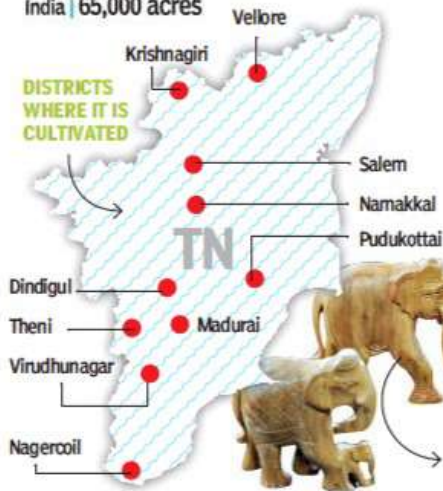 India | 65,000 acres
Vellore
Krishnagiri
DISTRICTS
WHERE IT IS
CULTIVATED
Salem
Namakkal
TN
Pudukottai
Dindigul
Theni
Madurai
Virudhunagar
Nagercoil